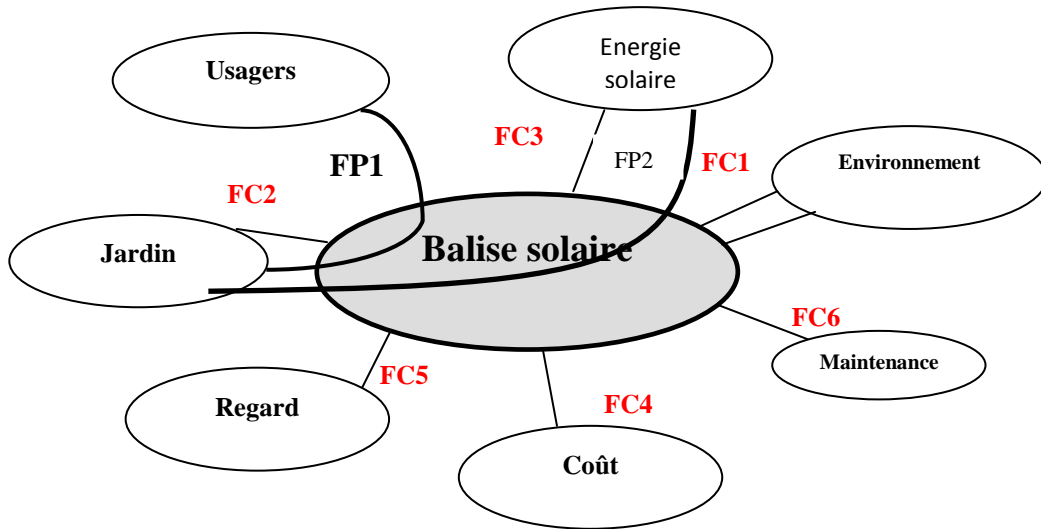 Usagers
Energie
solaire
FC3
FP2
FC1
Environnement
FP1
FC2
Jardin
Balise solaire
FC6
Maintenance
FC5
Regard
FC4
Coût